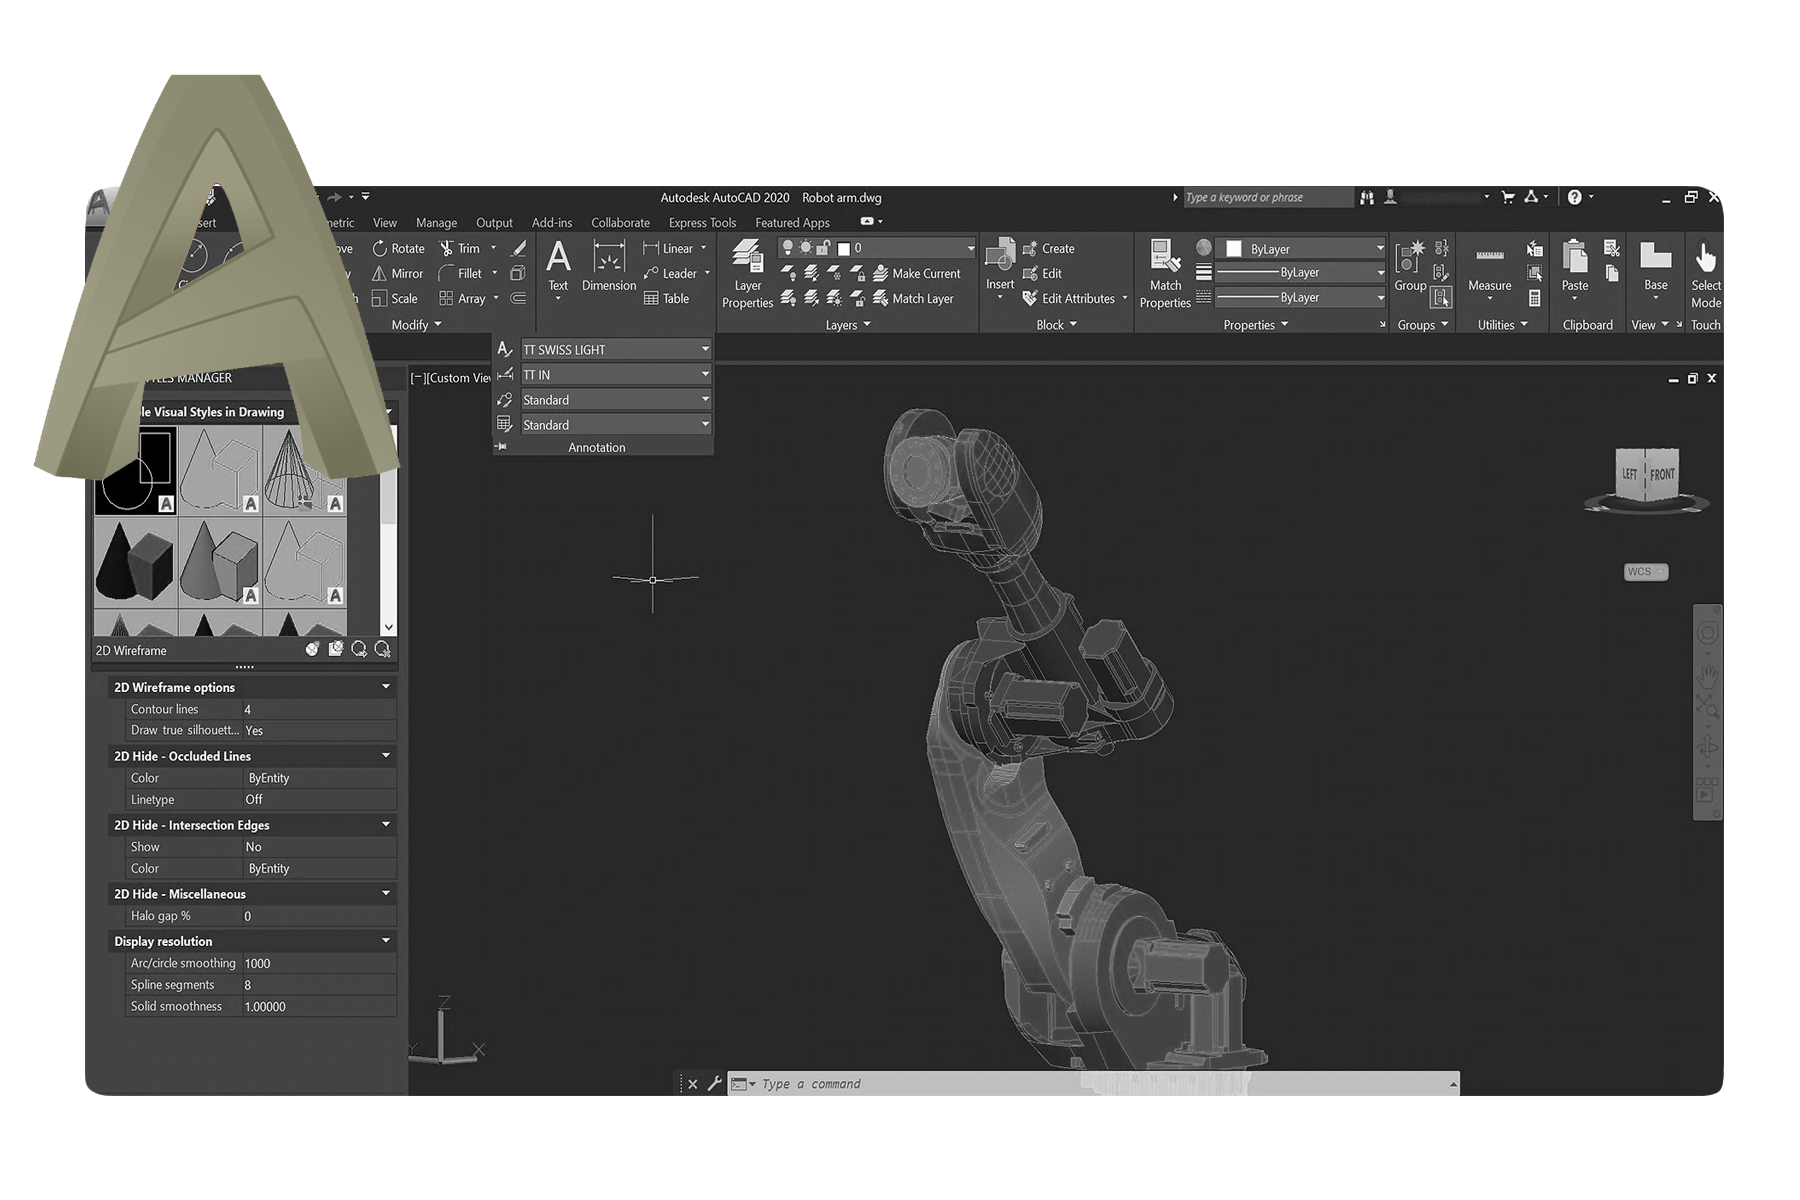 Autodesk AutoCAD 2020 Robot arm.dwg
Type a keyword or phrase
View Manage Output Add-ins Collaborate Express Tools Featured Apps
Rotate Trim
Mirror Fillet
Scale Array
Modify
Text
Dimension
Linear
Leader
Table
Layer
Properties
0
Make Current
Match Layer
Layers
Insert
Create
Edit
Edit Attributes
Block
Match
Properties
ByLayer
ByLayer
ByLayer
Properties
Group
Groups
Measure
Utilities
Paste
Clipboard
Base
View
Select
Mode
Touch
TT SWISS LIGHT
TT IN
Standard
Standard
Annotation
MANAGER
Visual Styles in Drawing
[−][Custom Vie
A
A A A
A A
2D Wireframe
2D Wireframe options
Contour lines 4
Draw true silhouett... Yes
2D Hide - Occluded Lines
Color ByEntity
Linetype Off
2D Hide - Intersection Edges
Show No
Color ByEntity
2D Hide - Miscellaneous
Halo gap % 0
Display resolution
Arc/circle smoothing 1000
Spline segments 8
Solid smoothness 1.00000
LEFT FRONT
WCS
Z
X
Type a command